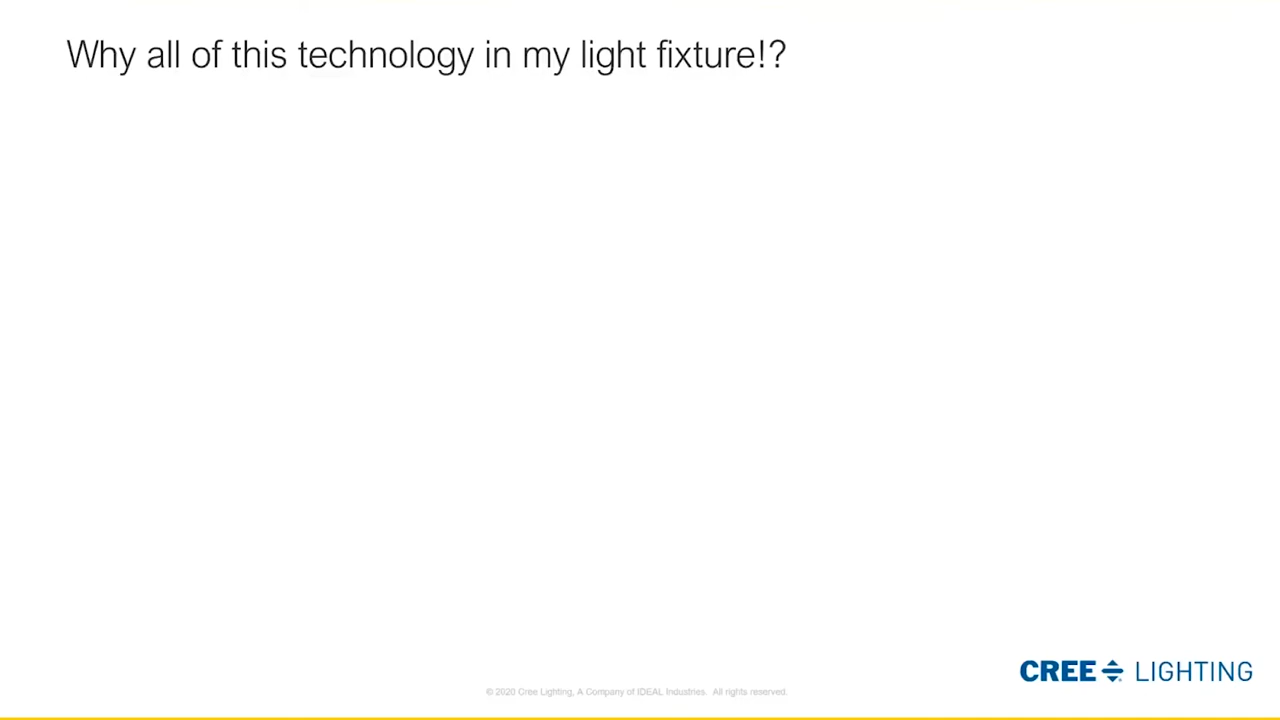 Why all of this technology in my light fixture!?
CREE LIGHTING
© 2020 Cree Lighting, A Company of IDEAL Industries. All rights reserved.